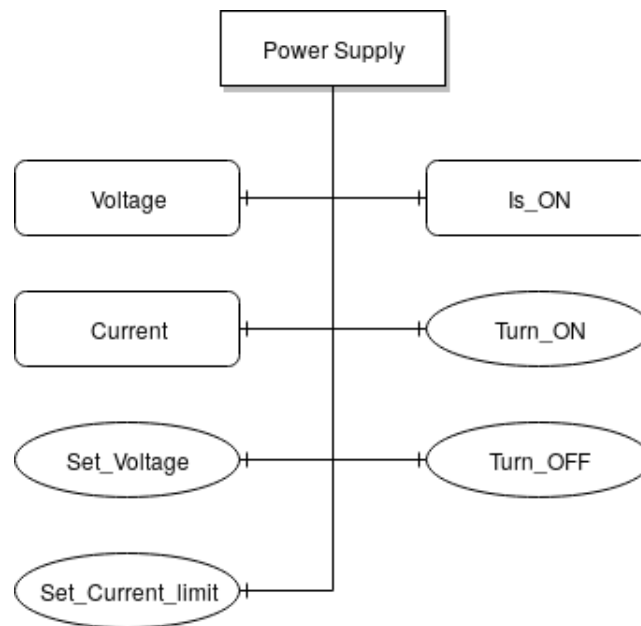 Power Supply
Voltage
Is_ON
Current
Turn_ON
Set_Voltage
Turn_OFF
Set_Current_limit